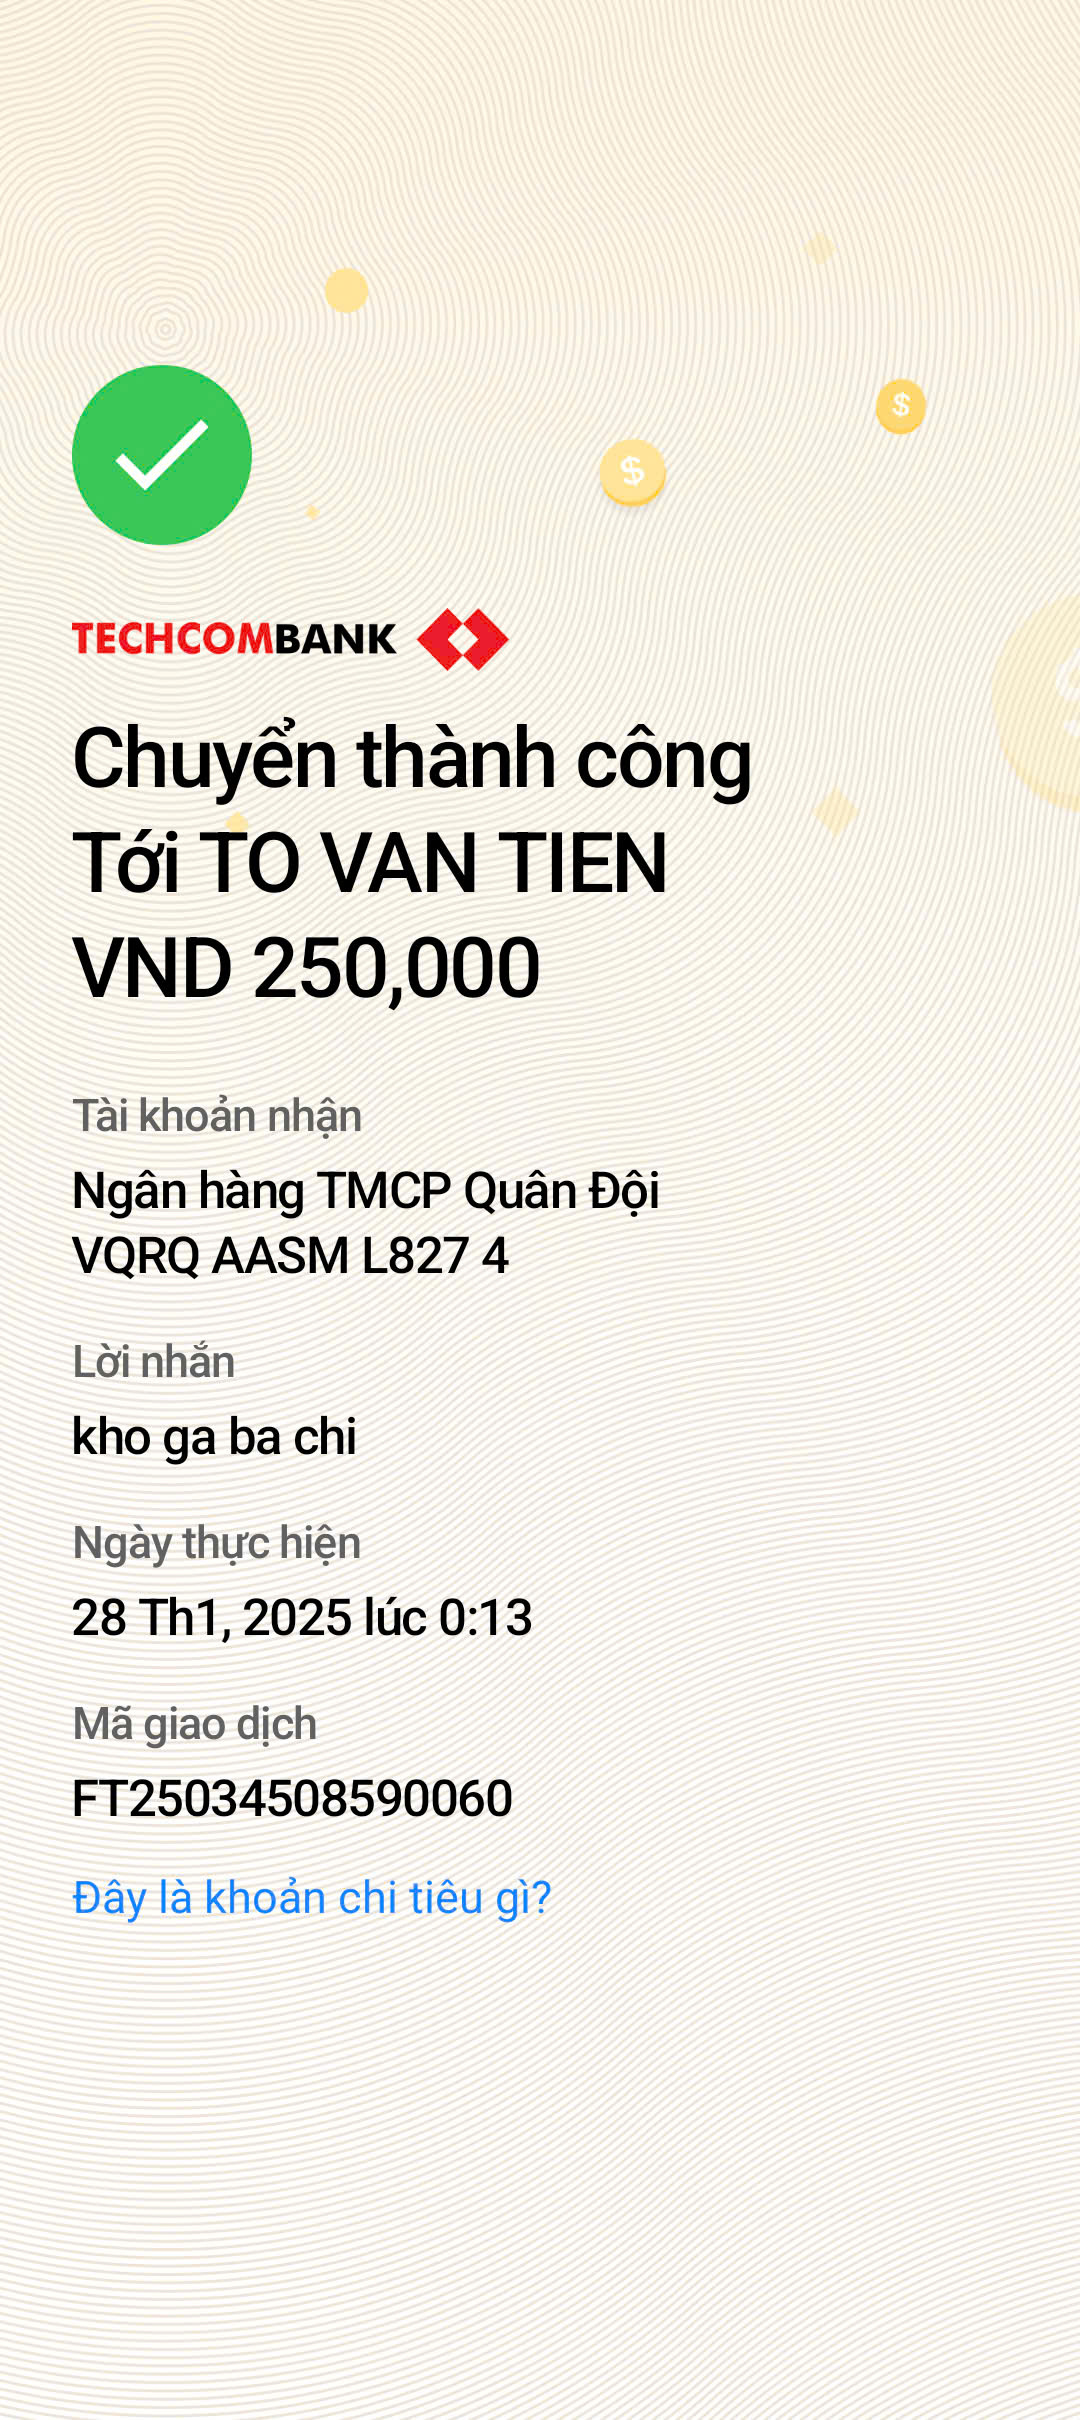 TECHCOMBANK
Chuyển thành công
Tới TO VAN TIEN
VND 250,000
Tài khoản nhận
Ngân hàng TMCP Quân Đội
VQRQ AASM L827 4
Lời nhắn
kho ga ba chi
Ngày thực hiện
28 Th1, 2025 lúc 0:13
Mã giao dịch
FT25034508590060
Đây là khoản chi tiêu gì?